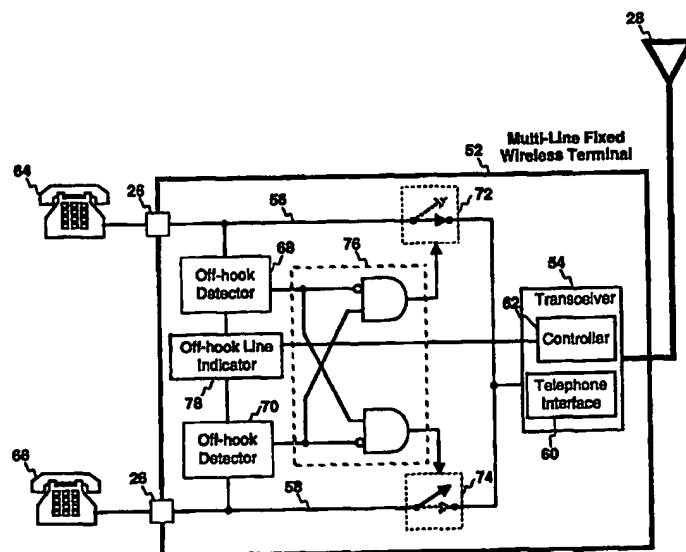 28
Multi-Line Fixed
Wireless Terminal
52
64
26
56
72
68
76
54
Off-hook
Detector
Transceiver
62
Controller
Off-hook Line
Indicator
78
70
Telephone
Interface
Off-hook
Detector
60
66
26
58
74